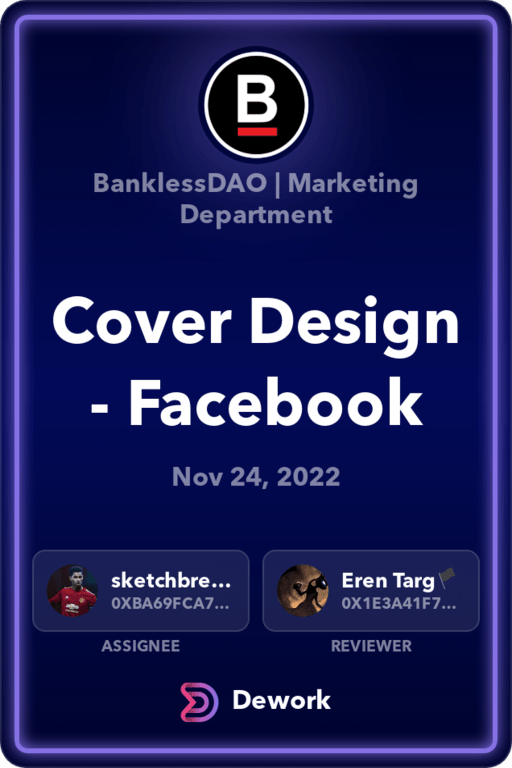 B
BanklessDAO | Marketing
Department
Cover Design
- Facebook
Nov 24, 2022
sketchbre...
0XBA69FCA7...
Eren Targ🏴
0X1E3A41F7...
ASSIGNEE
REVIEWER
Dework